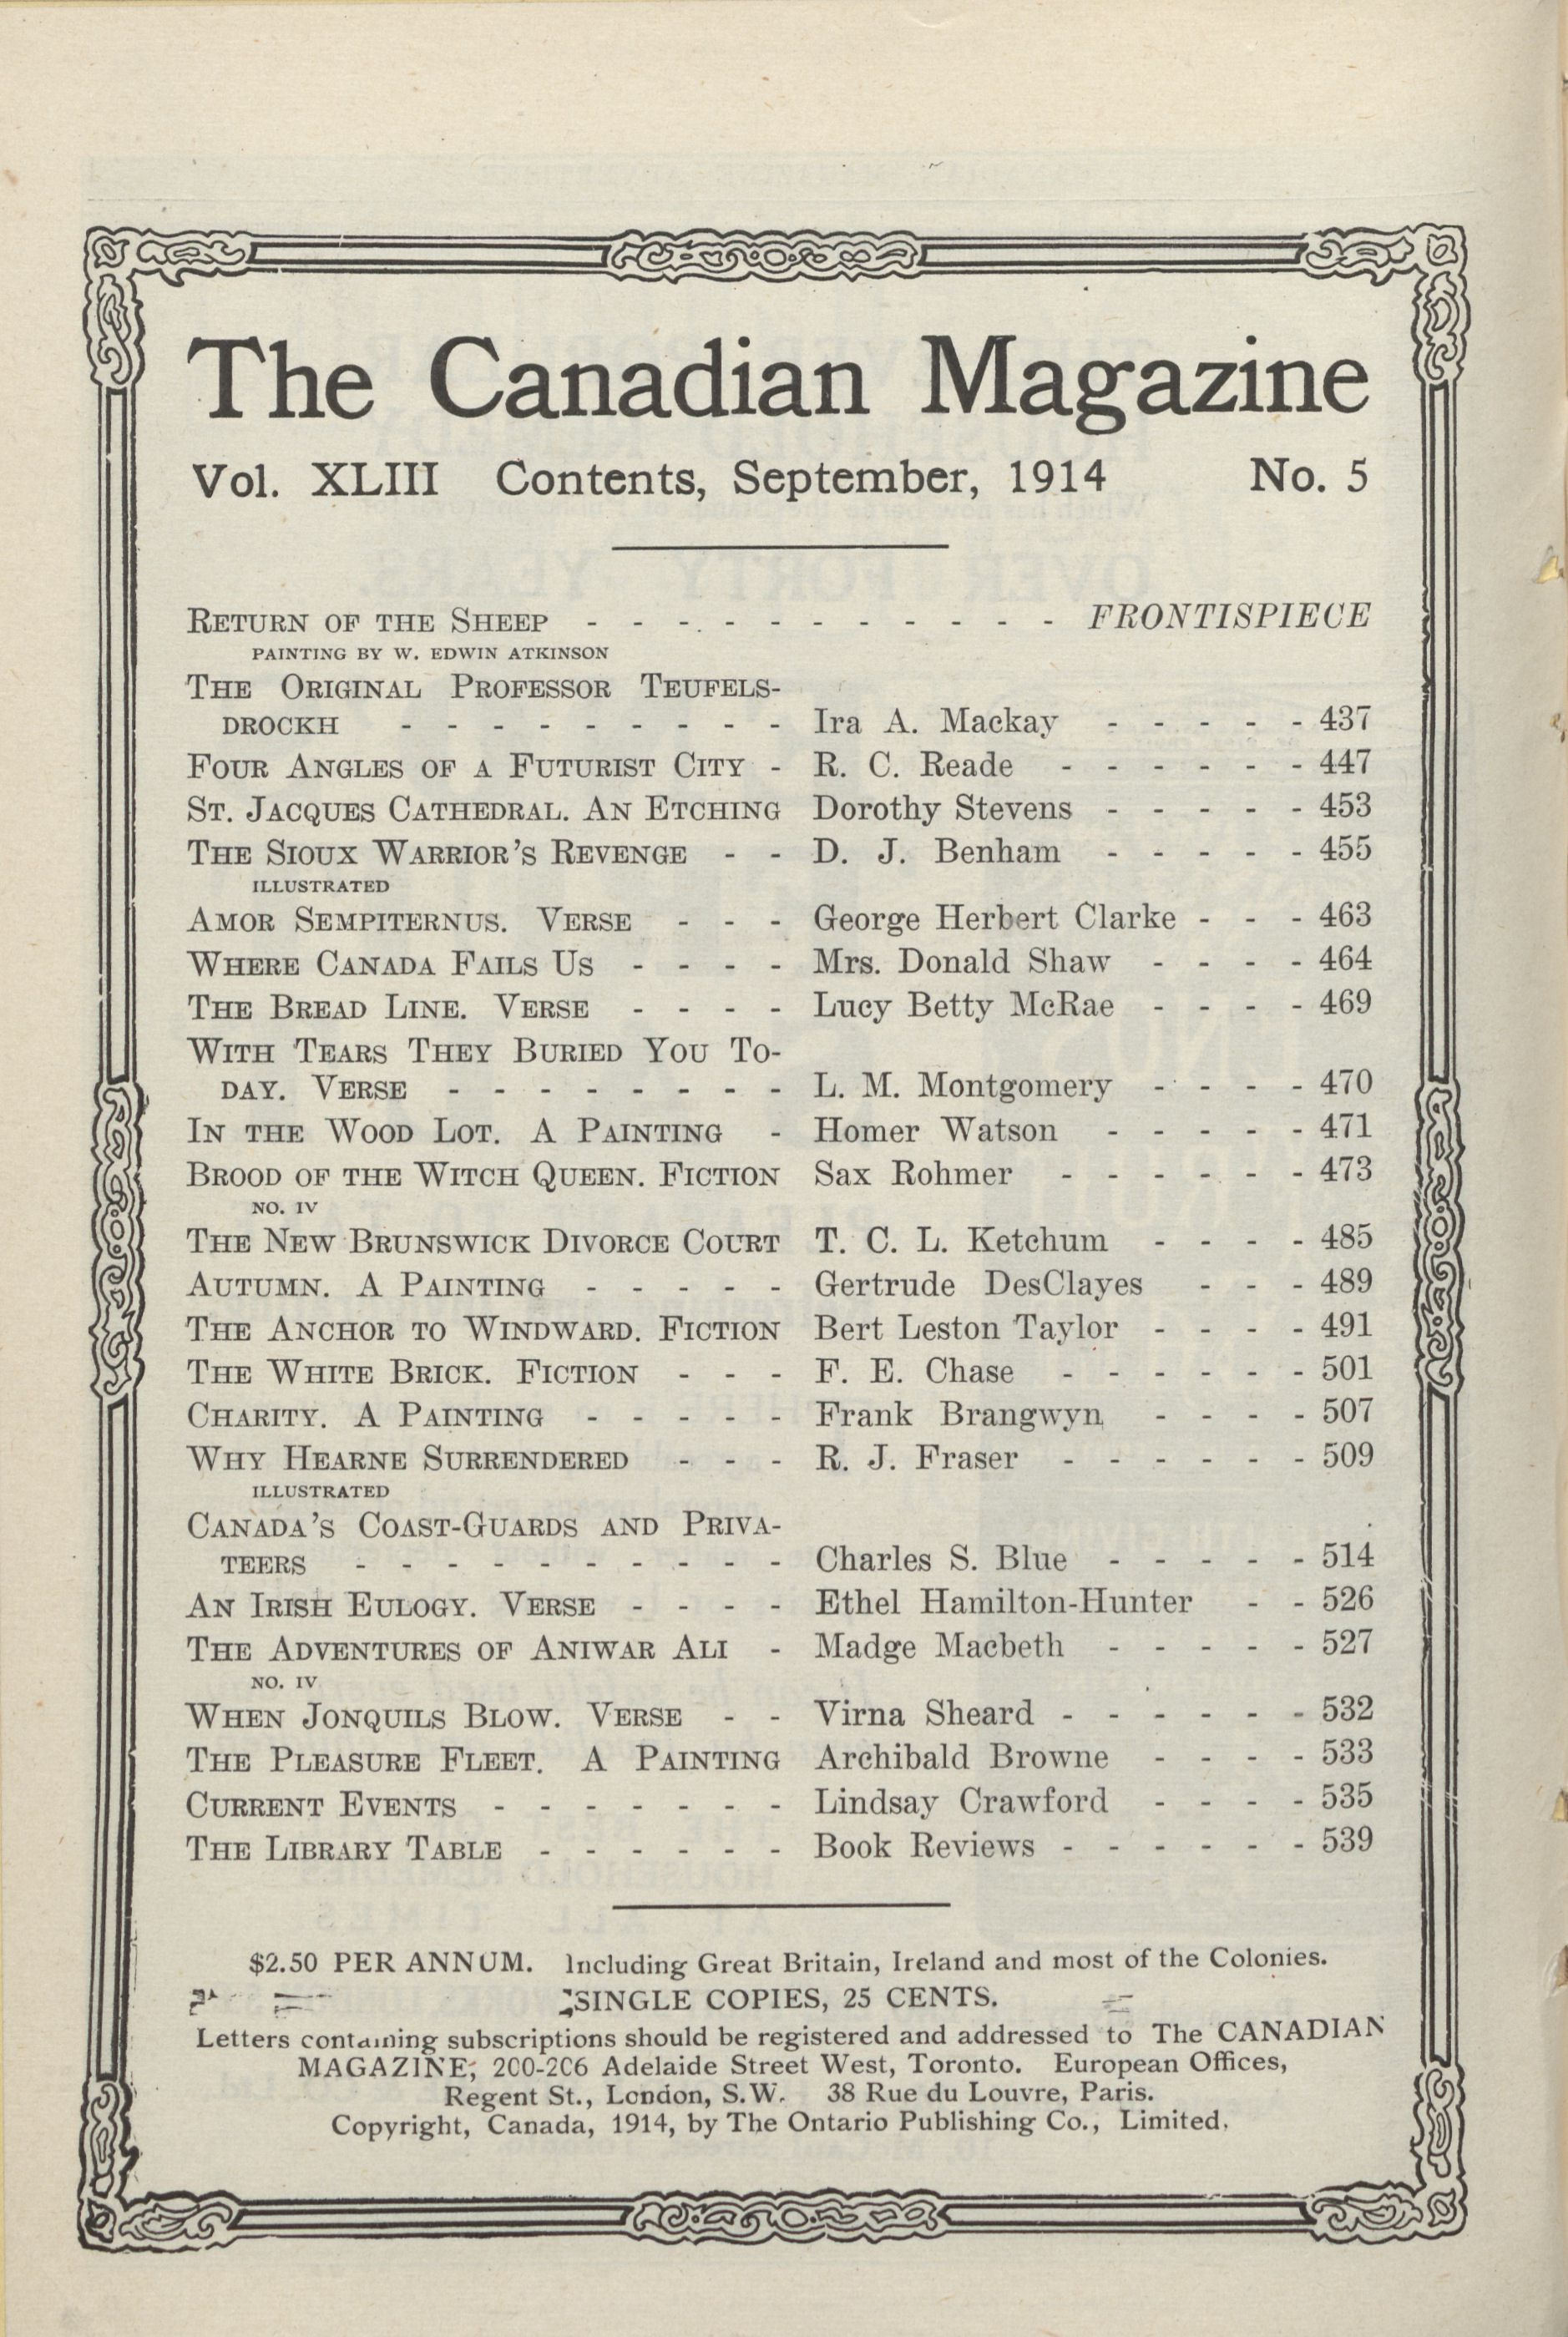 The Canadian Magazine
Vol. XLIII Contents, September, 1914 No. 5
RETURN OF THE SHEEP - - - - - - - - - - - FRONTISPIECE
PAINTING BY W. EDWIN ATKINSON
THE ORIGINAL PROFESSOR TEUFELS-
DROCKH - - - - - - - - - Ira A. Mackay - - - - - 437
FOUR ANGLES OF A FUTURIST CITY - R. C. Reade - - - - - - 447
ST. JACQUES CATHEDRAL. AN ETCHING Dorothy Stevens - - - - - 453
THE SIOUX WARRIOR'S REVENGE - - D. J. Benham - - - - - 455
ILLUSTRATED
AMOR SEMPITERNUS. VERSE - - - George Herbert Clarke - - - 463
WHERE CANADA FAILS US - - - - Mrs. Donald Shaw - - - - 464
THE BREAD LINE. VERSE - - - - Lucy Betty McRae - - - - 469
WITH TEARS THEY BURIED YOU TO-
DAY. VERSE - - - - - - - - L. M. Montgomery - - - - 470
IN THE WOOD LOT. A PAINTING - Homer Watson - - - - - 471
BROOD OF THE WITCH QUEEN. FICTION Sax Rohmer - - - - - - 473
NO. IV
THE NEW BRUNSWICK DIVORCE COURT T. C. L. Ketchum - - - - 485
AUTUMN. A PAINTING - - - - - Gertrude DesClayes - - - 489
THE ANCHOR TO WINDWARD. FICTION Bert Leston Taylor - - - - 491
THE WHITE BRICK. FICTION - - - F. E. Chase - - - - - - 501
CHARITY. A PAINTING - - - - - Frank Brangwyn - - - - 507
WHY HEARNE SURRENDERED - - - R. J. Fraser - - - - - - 509
ILLUSTRATED
CANADA'S COAST-GUARDS AND PRIVA-
TEERS - - - - - - - - - - Charles S. Blue - - - - - 514
AN IRISH EULOGY. VERSE - - - - Ethel Hamilton-Hunter - - 526
THE ADVENTURES OF ANIWAR ALI - Madge Macbeth - - - - - 527
NO. IV
WHEN JONQUILS BLOW. VERSE - - Virna Sheard - - - - - - 532
THE PLEASURE FLEET. A PAINTING Archibald Browne - - - - 533
CURRENT EVENTS - - - - - - - Lindsay Crawford - - - - 535
THE LIBRARY TABLE - - - - - - Book Reviews - - - - - - 539
$2.50 PER ANNUM. Including Great Britain, Ireland and most of the Colonies.
SINGLE COPIES, 25 CENTS.
Letters containing subscriptions should be registered and addressed to The CANADIAN
MAGAZINE, 200-206 Adelaide Street West, Toronto. European Offices,
Regent St., London, S.W. 38 Rue du Louvre, Paris.
Copyright, Canada, 1914, by The Ontario Publishing Co., Limited.